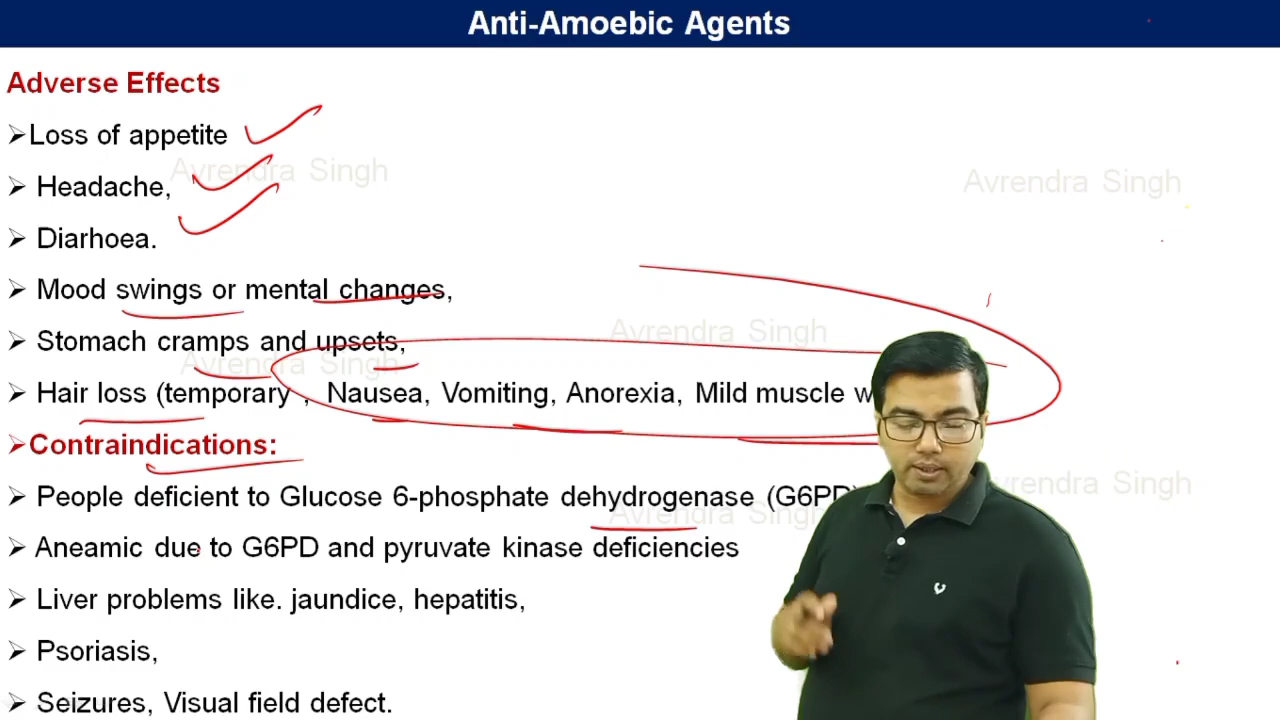 Anti-Amoebic Agents
Adverse Effects
➢Loss of appetite
Avrendra Singh
Avrendra Singh
➢ Headache,
➢ Diarhoea.
➢ Mood swings or mental changes,
Avrendra Singh
➢ Stomach cramps and upsets,
Avrendra Singh
➢ Hair loss (temporary , Nausea, Vomiting, Anorexia, Mild muscle
➢Contraindications:
Avrendra Singh
➢ People deficient to Glucose 6-phosphate dehydrogenase (G6PD)
Avrendra Singh
➢ Aneamic due to G6PD and pyruvate kinase deficiencies
➢ Liver problems like. jaundice, hepatitis,
➢ Psoriasis,
➢ Seizures, Visual field defect.